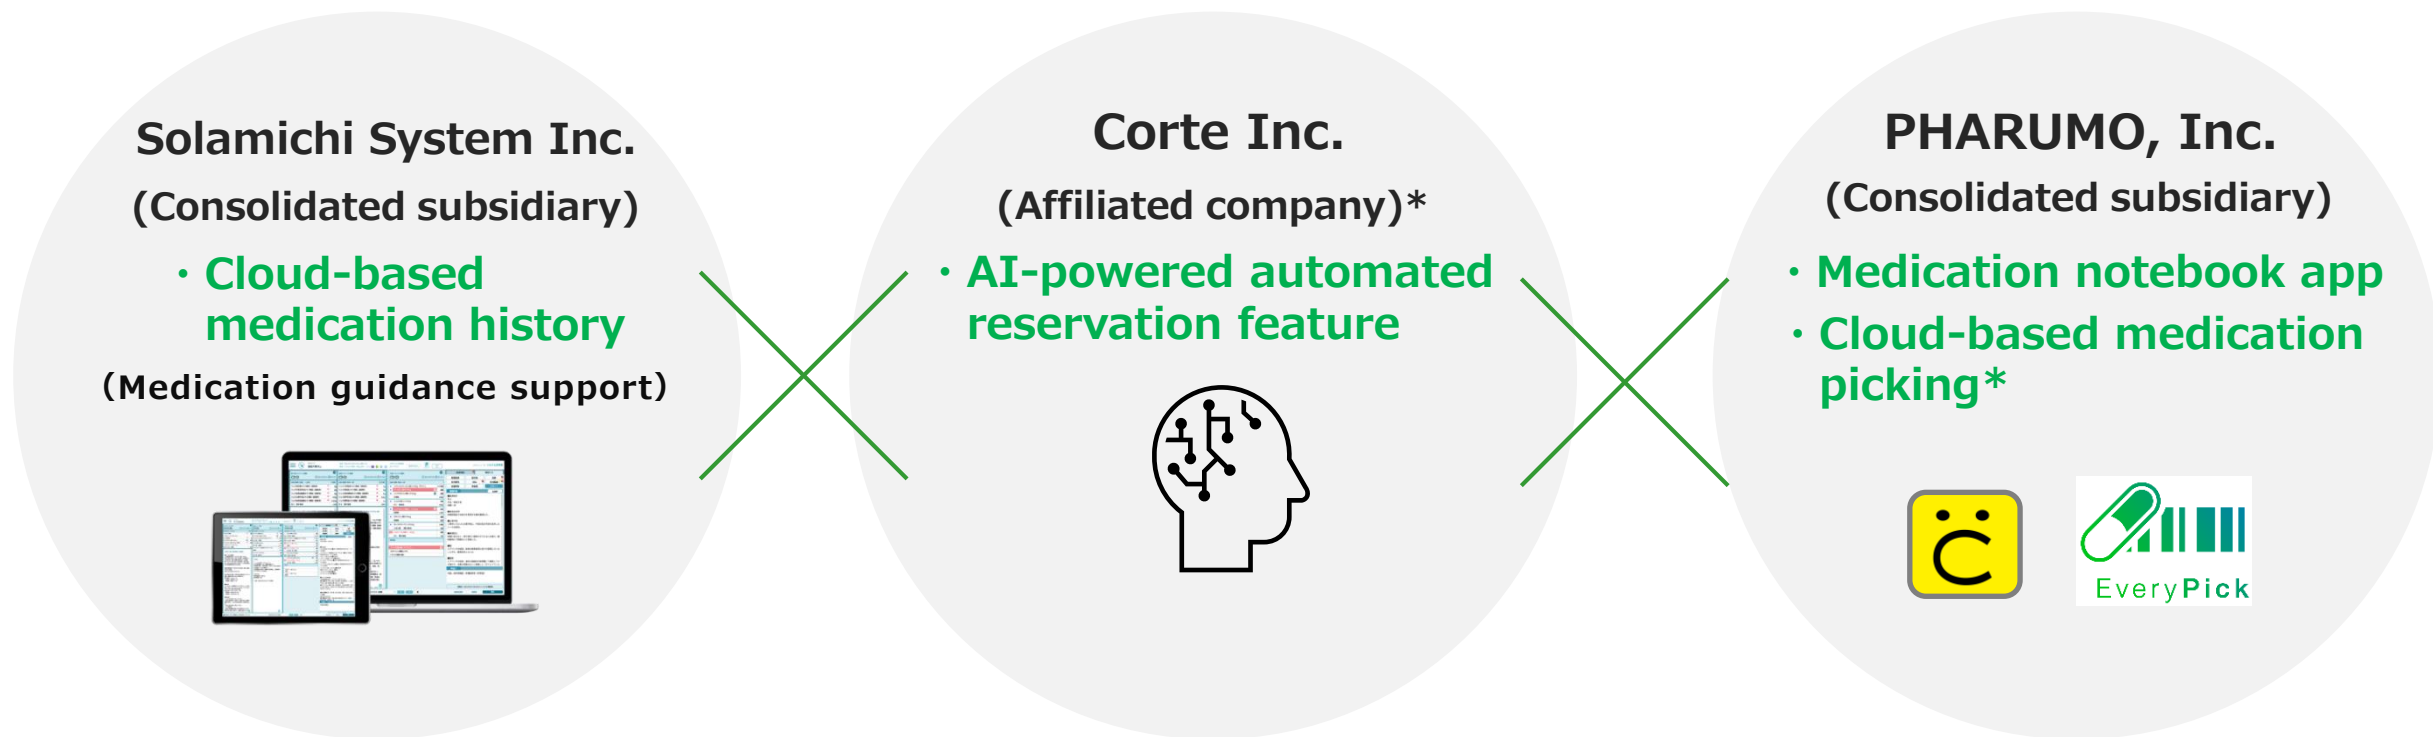 Solamichi System Inc.
(Consolidated subsidiary)
・Cloud-based
medication history
(Medication guidance support)
Corte Inc.
(Affiliated company)*
・AI-powered automated
reservation feature
PHARUMO, Inc.
(Consolidated subsidiary)
・Medication notebook app
・Cloud-based medication
picking*
EveryPick